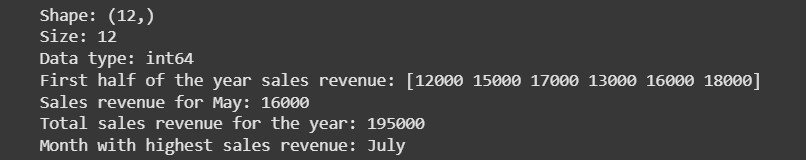 Shape: (12,)
Size: 12
Data type: int64
First half of the year sales revenue: [12000 15000 17000 13000 16000 18000]
Sales revenue for May: 16000
Total sales revenue for the year: 195000
Month with highest sales revenue: July